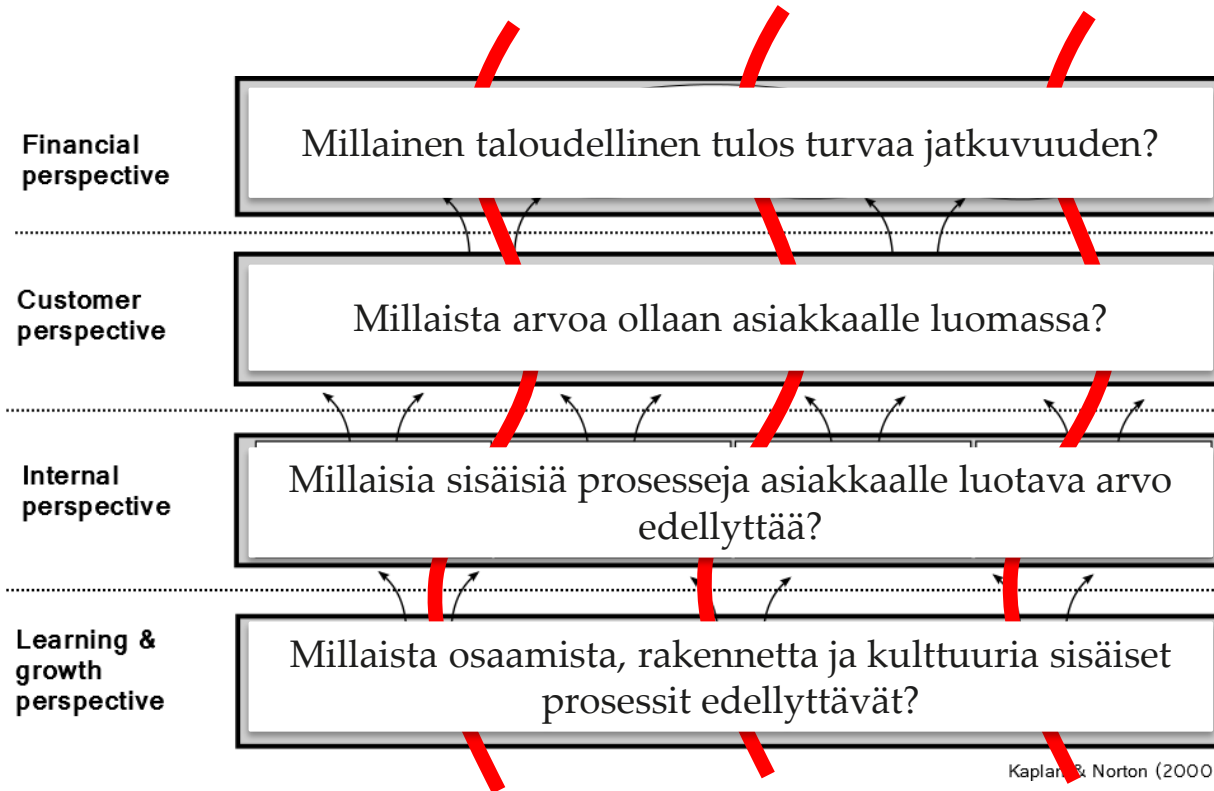 Financial
perspective
Millainen taloudellinen tulos turvaa jatkuvuuden?
Customer
perspective
Millaista arvoa ollaan asiakkaalle luomassa?
Internal
perspective
Millaisia sisäisiä prosesseja asiakkaalle luotava arvo
edellyttää?
Learning &
growth
perspective
Millaista osaamista, rakennetta ja kulttuuria sisäiset
prosessit edellyttävät?
Kaplan & Norton (2000